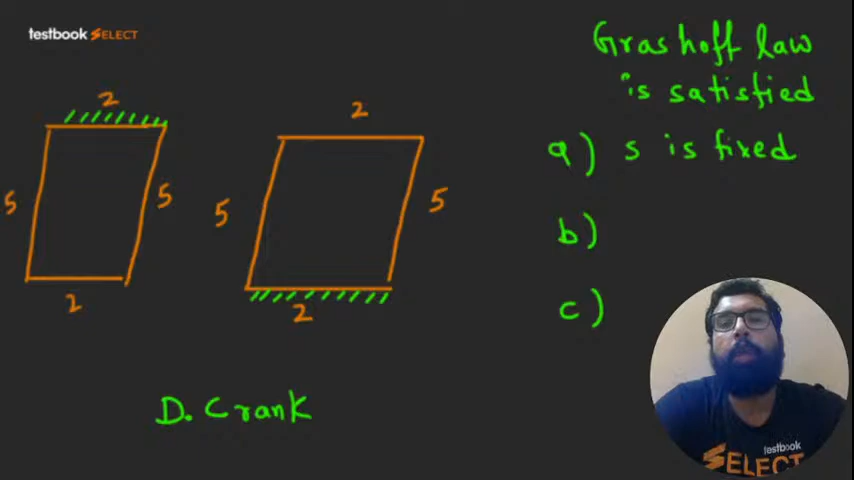 testbook SELECT
Grashoff law
is satisfied
a) s is fixed
b)
c)
2
5
5
2
2
5
5
2
D. Crank
testbook
SELECT